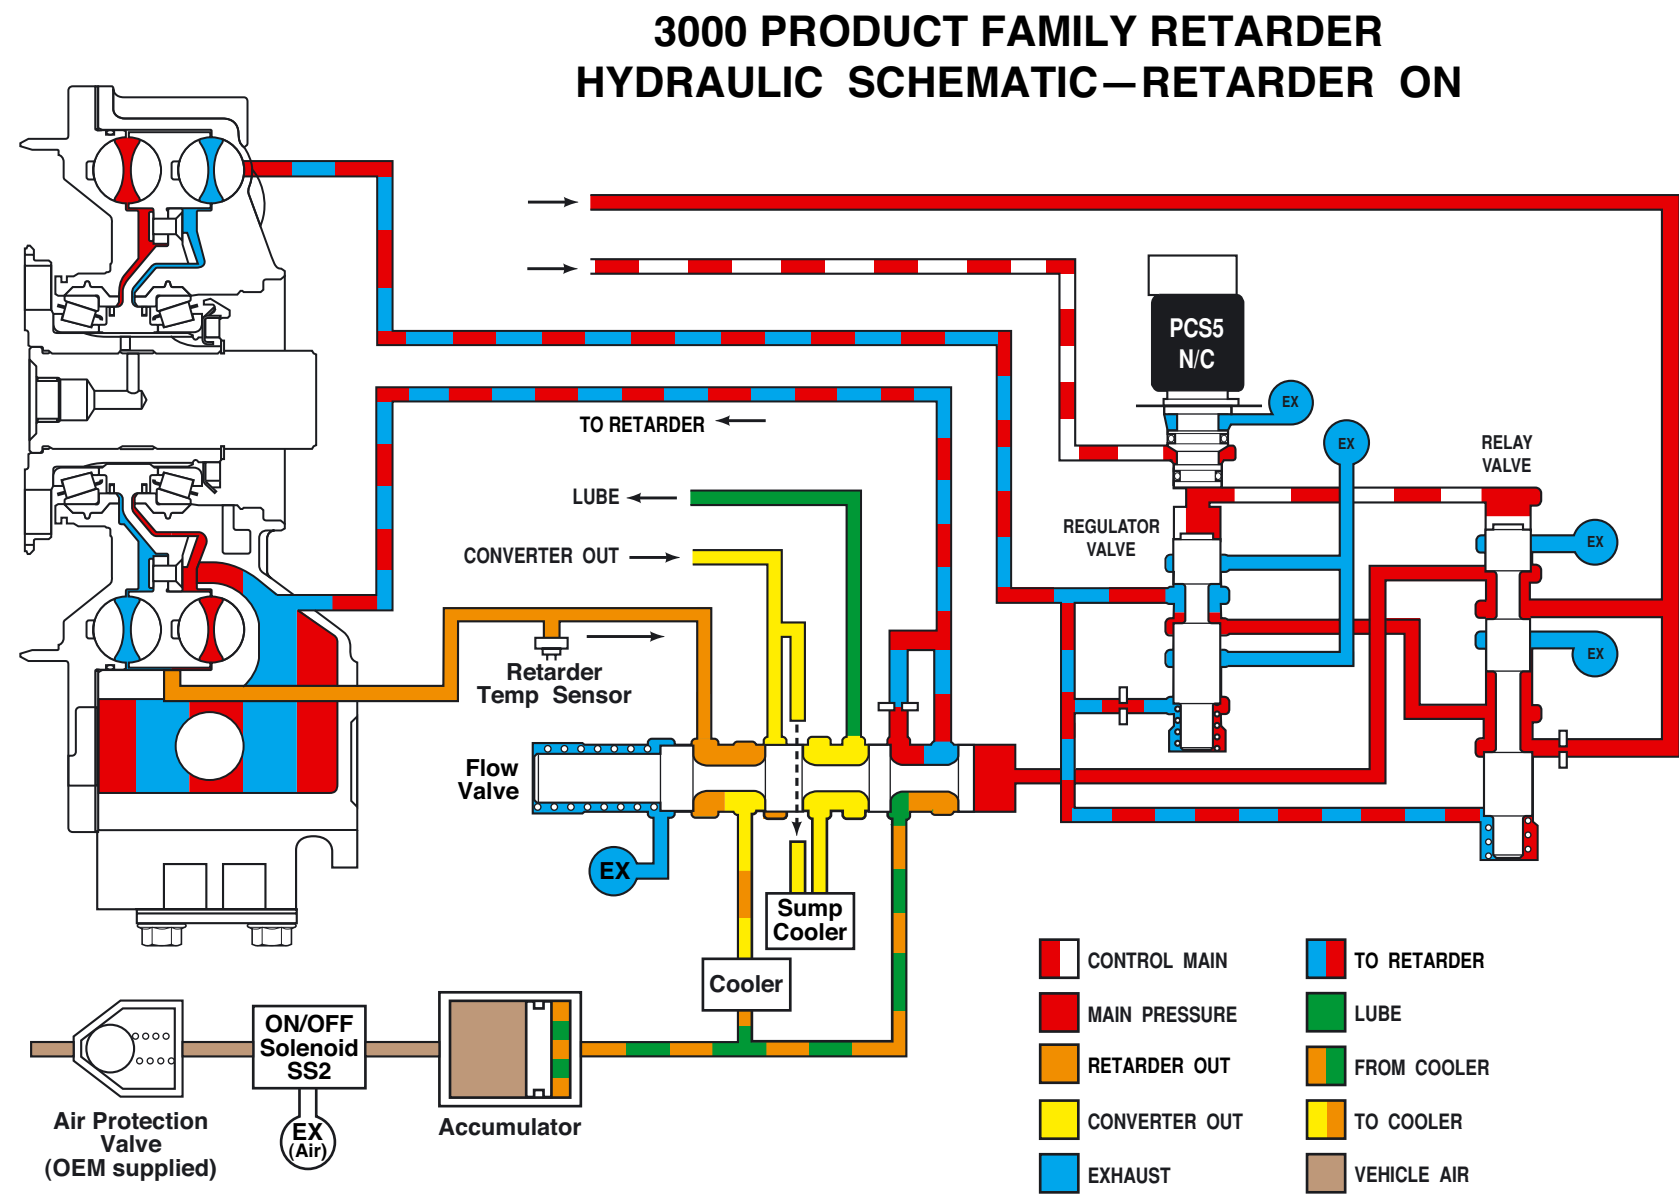 3000 PRODUCT FAMILY RETARDER
HYDRAULIC SCHEMATIC—RETARDER ON
PCS5
N/C
EX
EX
TO RETARDER
RELAY
VALVE
LUBE
REGULATOR
VALVE
EX
CONVERTER OUT
EX
Retarder
Temp Sensor
Flow
Valve
EX
Sump
Cooler
Cooler
ON/OFF
Solenoid
SS2
EX
(Air)
Air Protection
Valve
(OEM supplied)
Accumulator
CONTROL MAIN
MAIN PRESSURE
RETARDER OUT
CONVERTER OUT
EXHAUST
TO RETARDER
LUBE
FROM COOLER
TO COOLER
VEHICLE AIR